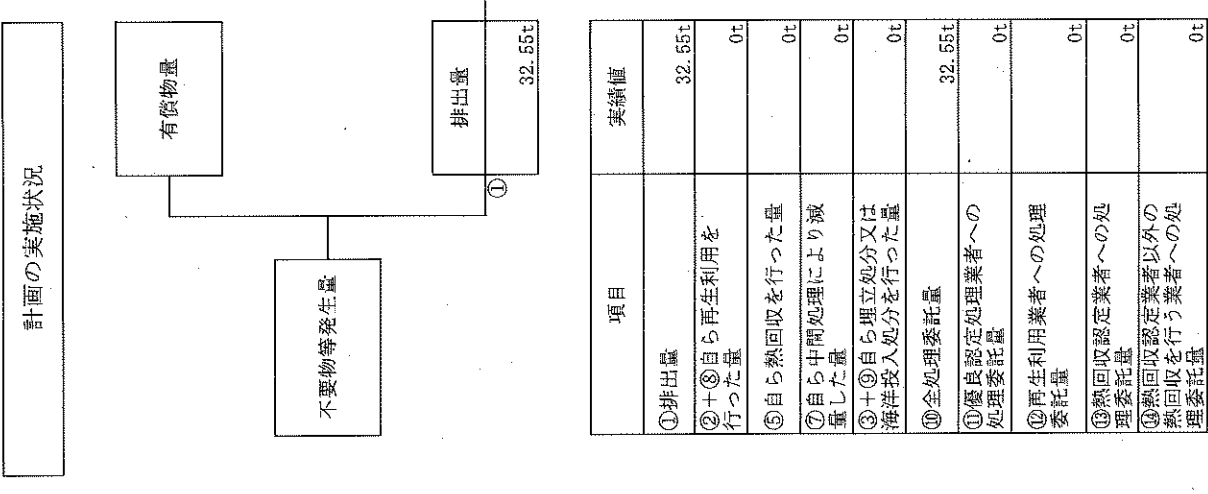 計画の実施状況
有償物量
不要物等発生量
排出量
①
32.55t
項目
実績値
①排出量
32.55t
②+⑧自ら再生利用を
行った量
0t
⑤自ら熱回収を行った量
0t
⑦自ら中間処理により減
量した量
0t
③+⑨自ら埋立処分又は
海洋投入処分を行った量
0t
⑩全処理委託量
32.55t
⑪優良認定処理業者への
処理委託量
0t
⑫再生利用業者への処理
委託量
0t
⑬熱回収認定業者への処
理委託量
0t
⑭熱回収認定業者以外の
熱回収を行う業者への処
理委託量
0t